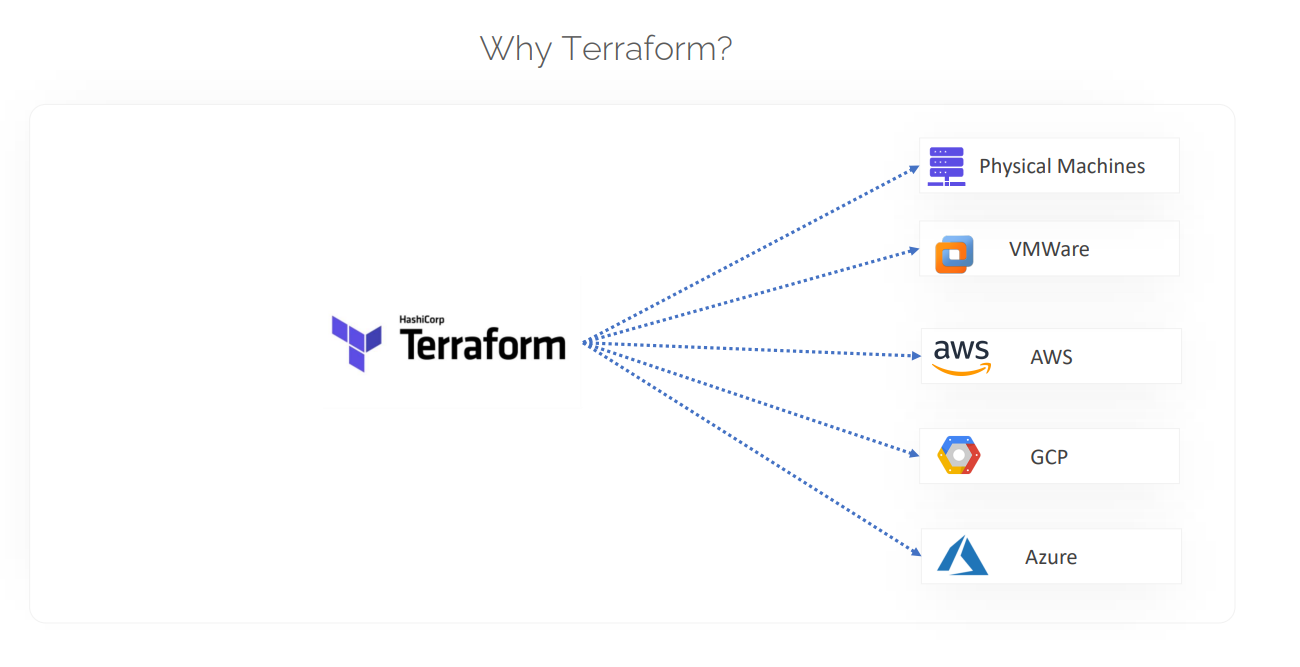 Why Terraform?
Physical Machines
VMWare
HashiCorp
Terraform
aws
AWS
GCP
Azure